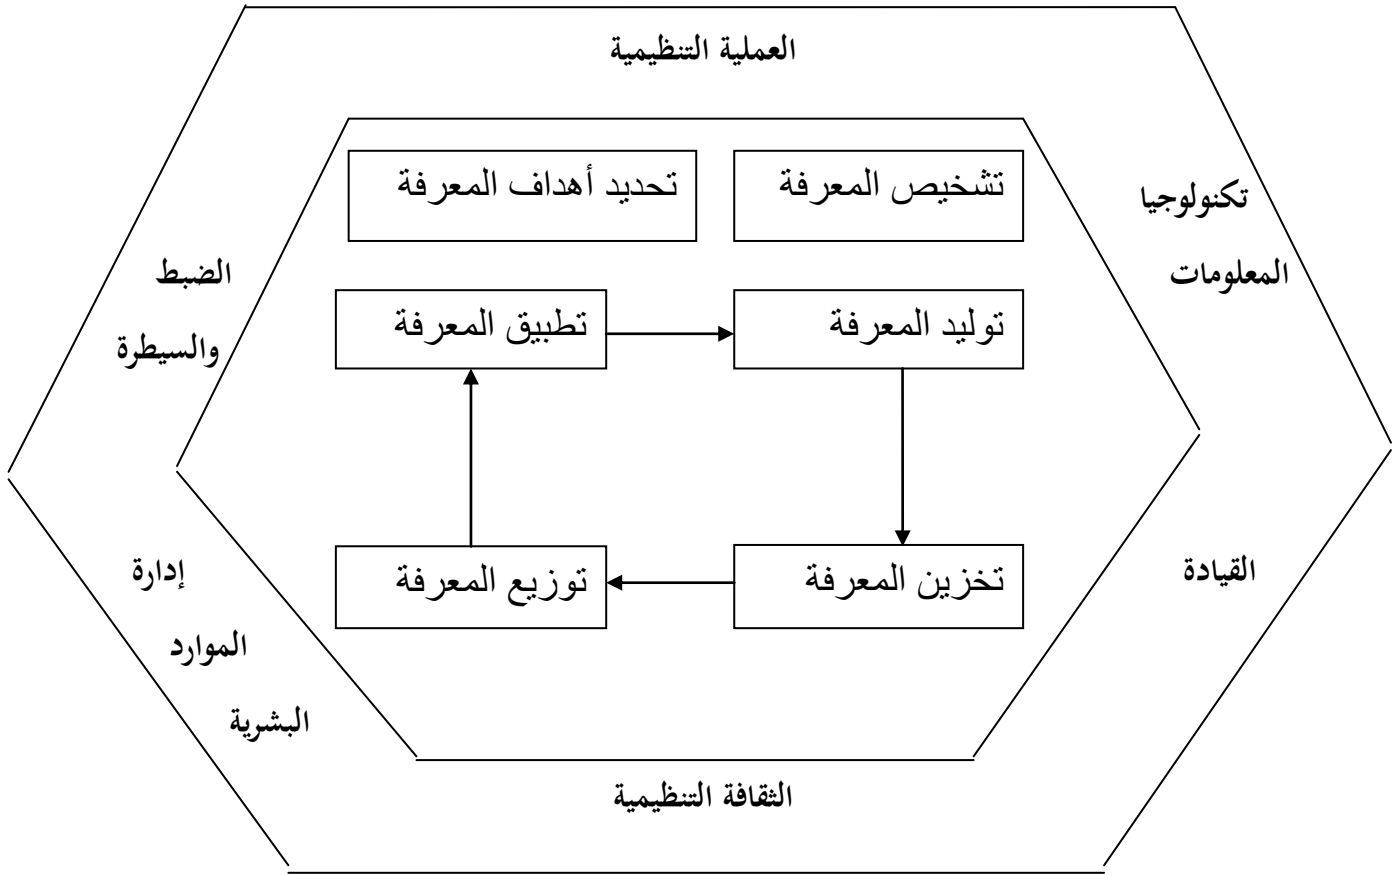 العملية التنظيمية
تشخيص المعرفة
تحديد أهداف المعرفة
تكنولوجيا
المعلومات
الضبط
والسيطرة
توليد المعرفة
تطبيق المعرفة
تخزين المعرفة
توزيع المعرفة
القيادة
إدارة
الموارد
البشرية
الثقافة التنظيمية